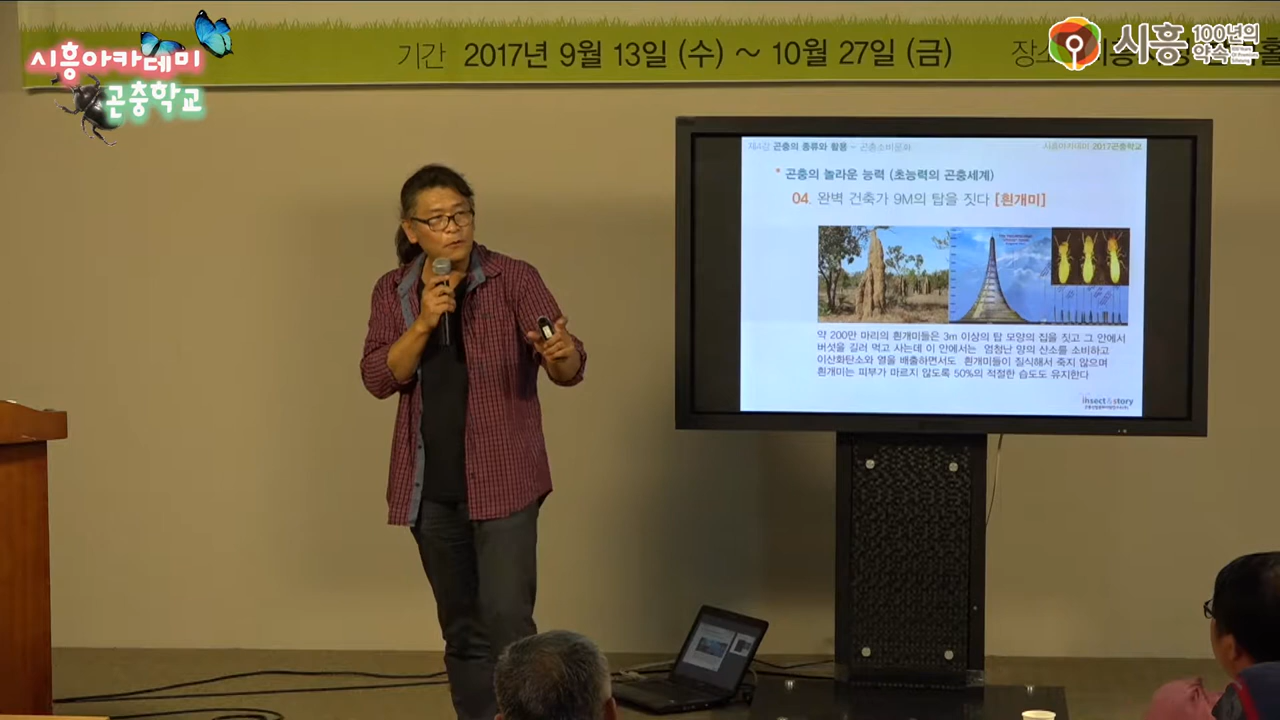 시흥아카데미
곤충학교
기간 2017년 9월 13일 (수) ~ 10월 27일 (금)
시흥 100년의
약속
제4강 곤충의 종류와 활용 - 곤충소비문화
시흥아카데미 2017곤충학교
* 곤충의 놀라운 능력 (초능력의 곤충세계)
04. 완벽 건축가 9M의 탑을 짓다 [흰개미]
약 200만 마리의 흰개미들은 3m 이상의 탑 모양의 집을 짓고 그 안에서
버섯을 길러 먹고 사는데 이 안에서는 엄청난 양의 산소를 소비하고
이산화탄소와 열을 배출하면서도 흰개미들이 질식해서 죽지 않으며
흰개미는 피부가 마르지 않도록 50%의 적절한 습도도 유지한다
insect&story